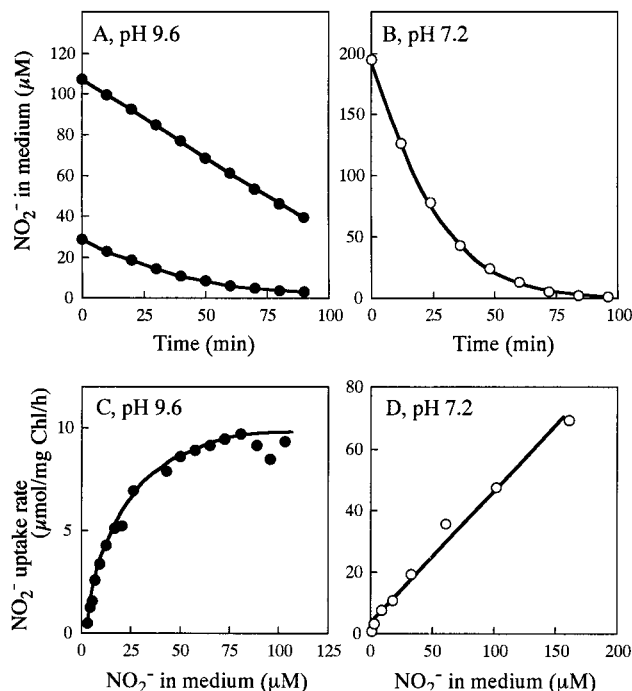 A, pH 9.6
B, pH 7.2
NO₂⁻ in medium (µM)
120
100
80
60
40
20
0
200
150
100
50
0
0 25 50 75 100
0 25 50 75 100
Time (min)
Time (min)
C, pH 9.6
D, pH 7.2
NO₂⁻ uptake rate
(µmol/mg Chl/h)
10
5
0
80
60
40
20
0
0 25 50 75 100 125
0 50 100 150 200
NO₂⁻ in medium (µM)
NO₂⁻ in medium (µM)